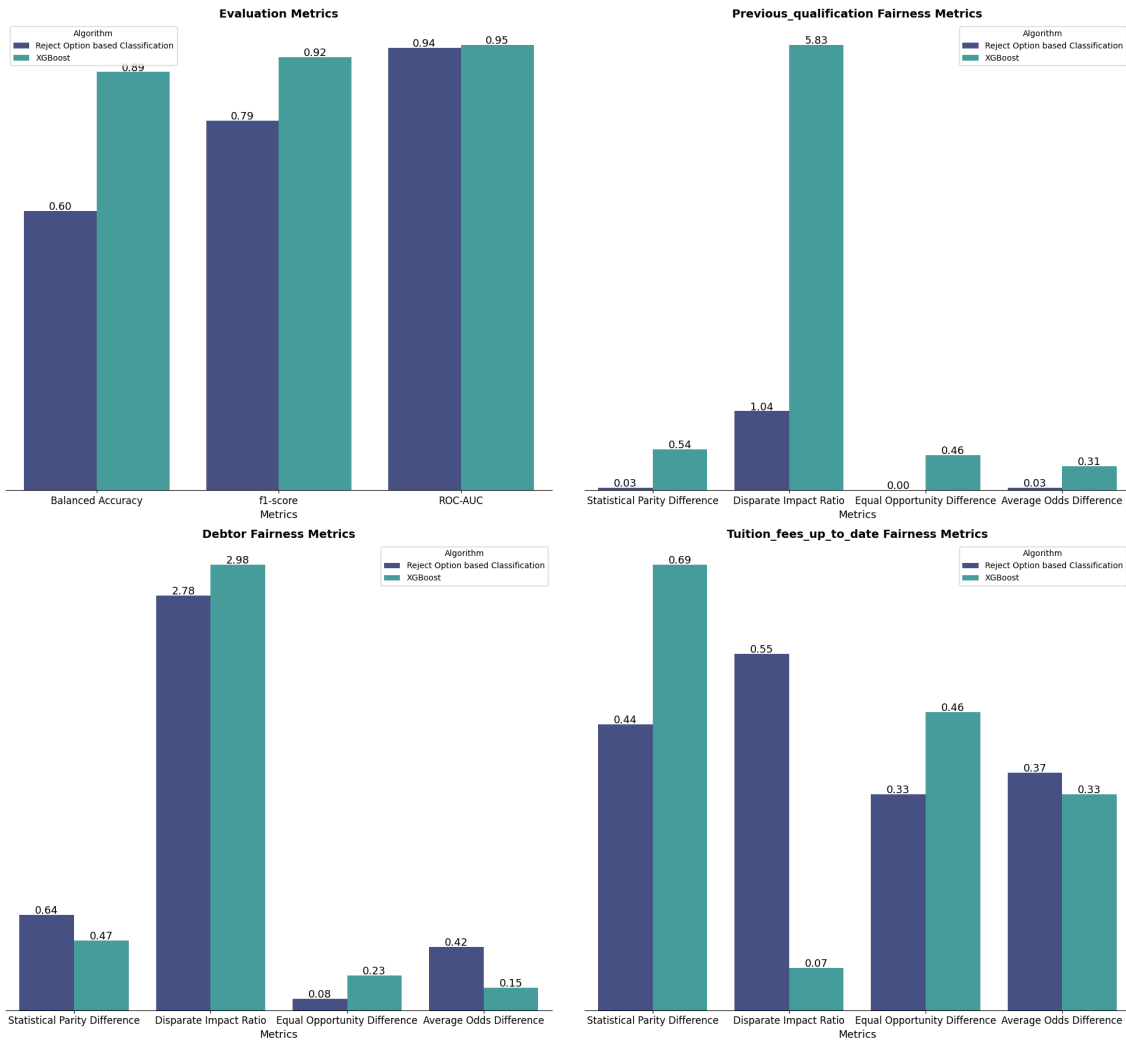 Evaluation Metrics
Algorithm
Reject Option based Classification
XGBoost
0.60
0.89
0.79
0.92
0.94
0.95
Balanced Accuracy
f1-score
ROC-AUC
Metrics
Previous_qualification Fairness Metrics
Algorithm
Reject Option based Classification
XGBoost
0.03
0.54
1.04
5.83
0.00
0.46
0.03
0.31
Statistical Parity Difference
Disparate Impact Ratio
Equal Opportunity Difference
Average Odds Difference
Metrics
Debtor Fairness Metrics
Algorithm
Reject Option based Classification
XGBoost
0.64
0.47
2.78
2.98
0.08
0.23
0.42
0.15
Statistical Parity Difference
Disparate Impact Ratio
Equal Opportunity Difference
Average Odds Difference
Metrics
Tuition_fees_up_to_date Fairness Metrics
Algorithm
Reject Option based Classification
XGBoost
0.44
0.69
0.55
0.07
0.33
0.46
0.37
0.33
Statistical Parity Difference
Disparate Impact Ratio
Equal Opportunity Difference
Average Odds Difference
Metrics